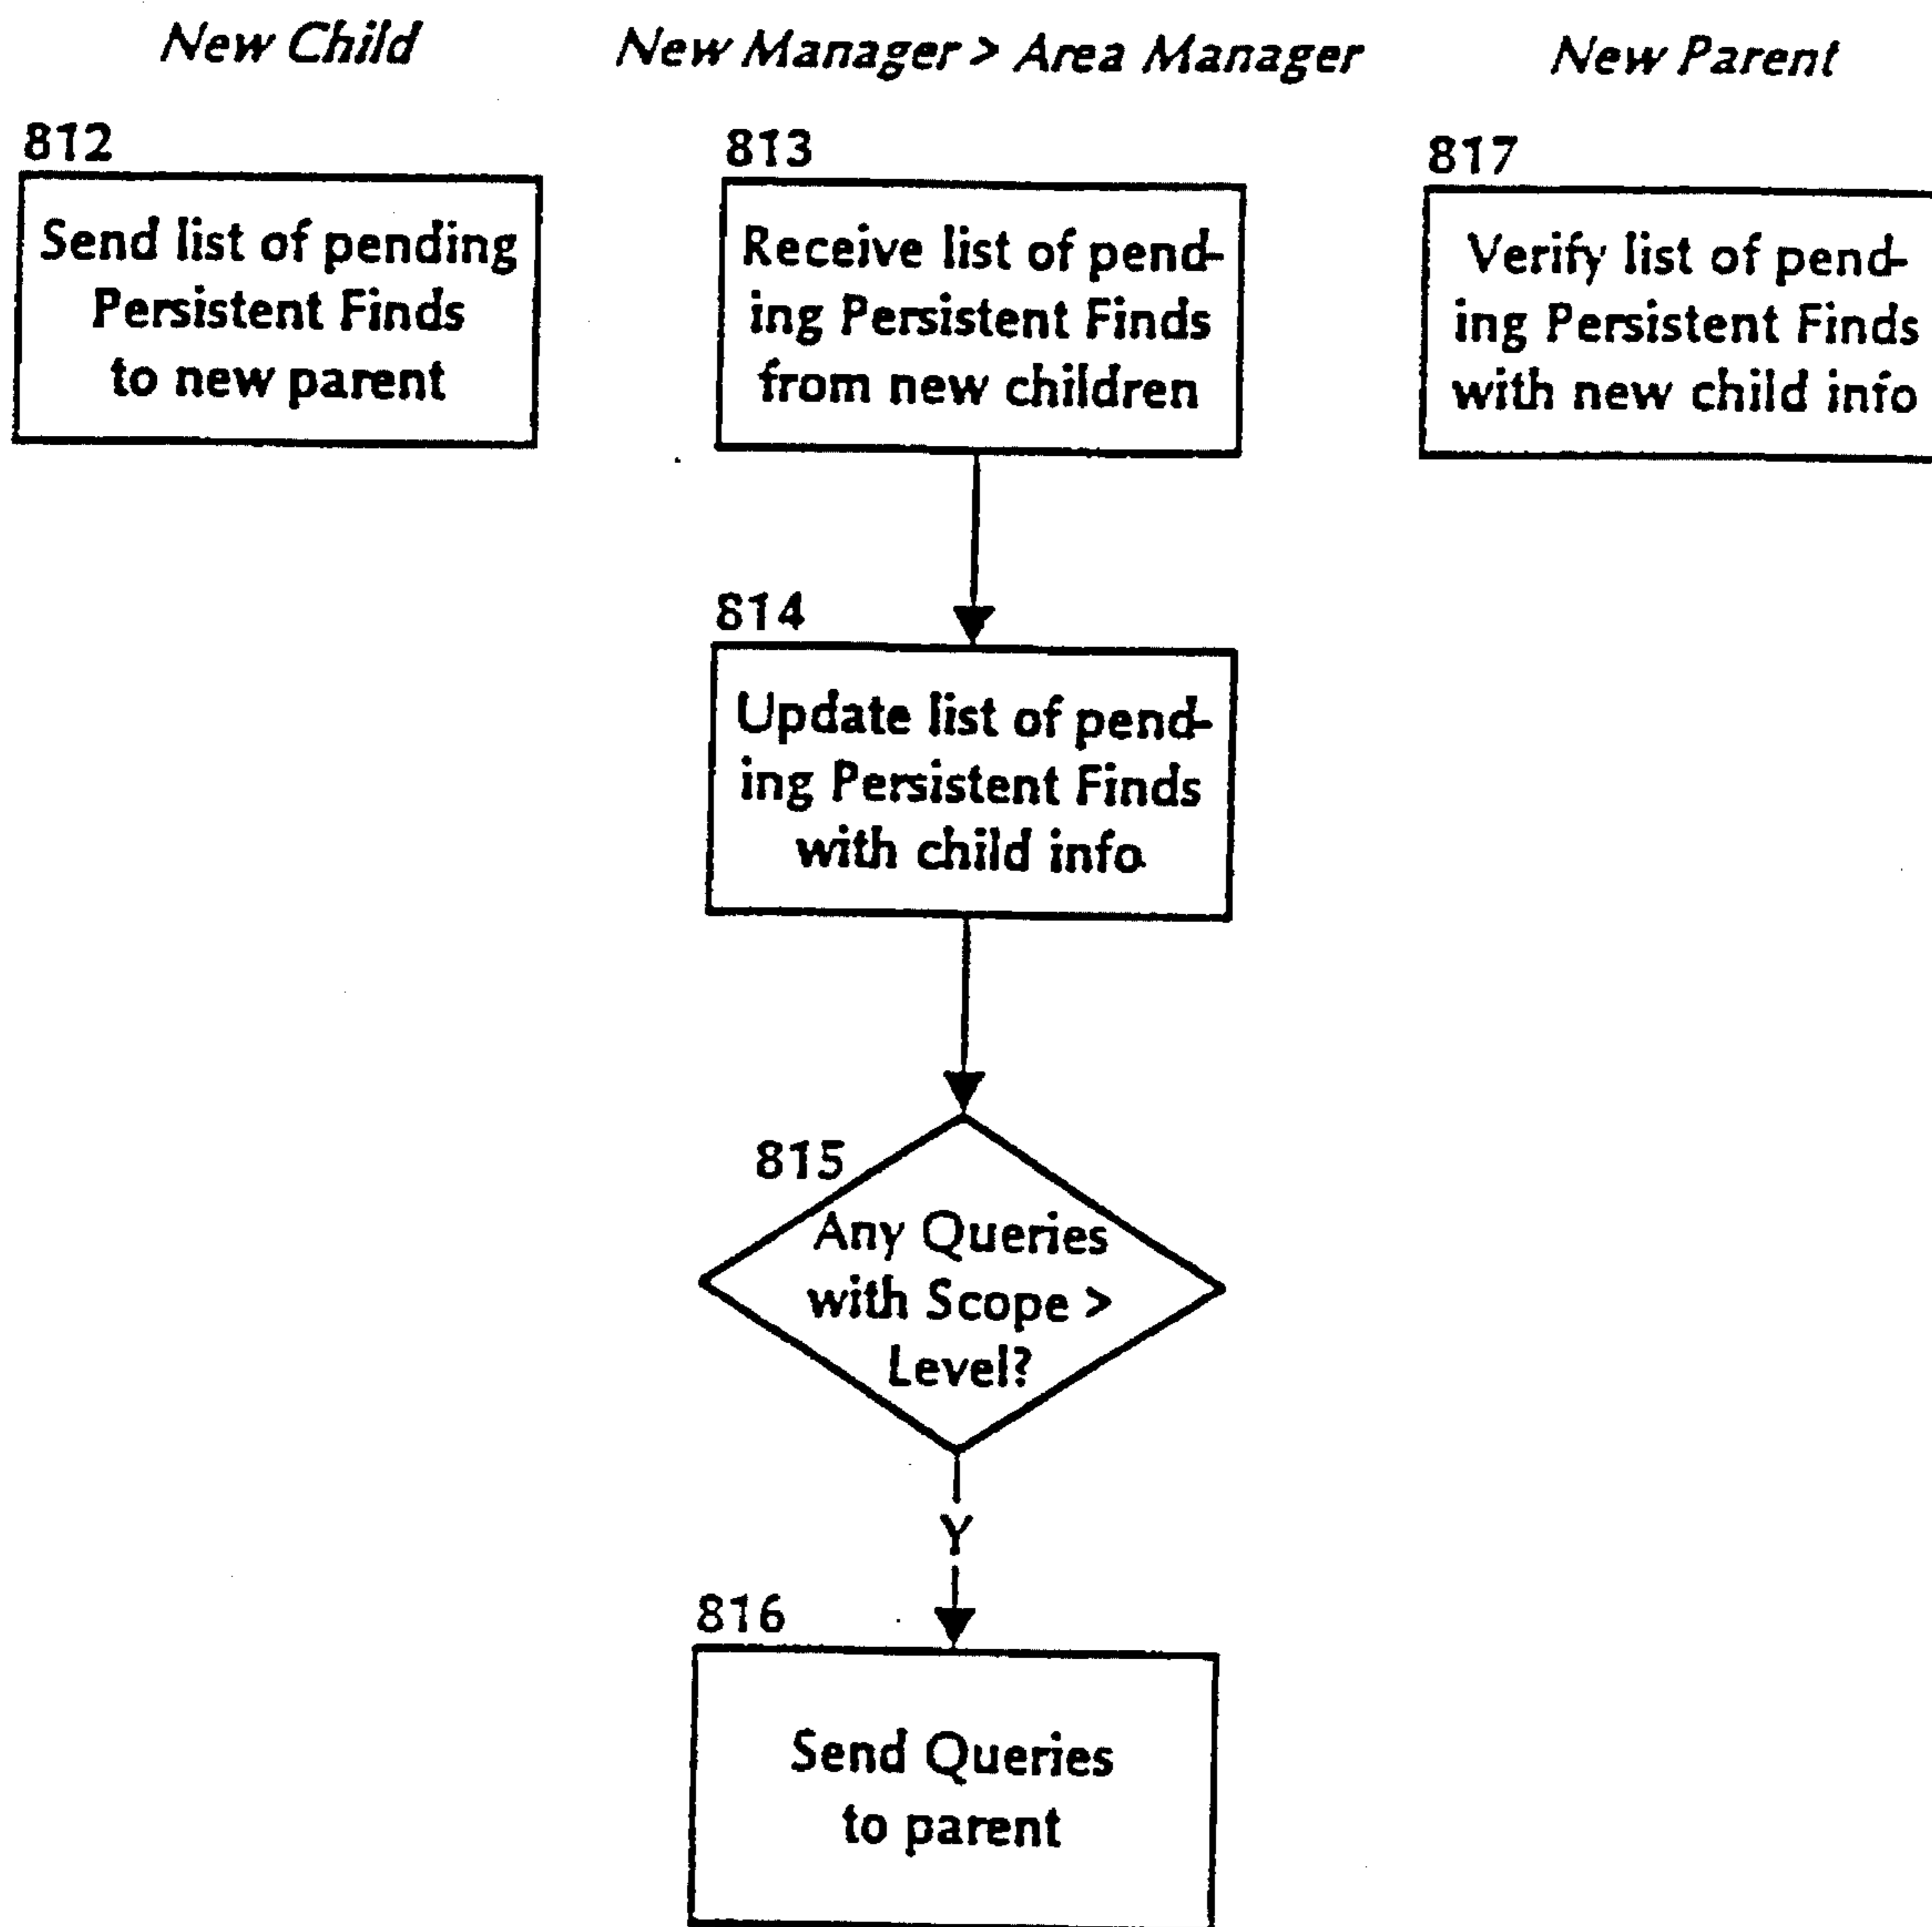 New Child
New Manager > Area Manager
New Parent
812
Send list of pending
Persistent Finds
to new parent
813
Receive list of pend-
ing Persistent Finds
from new children
817
Verify list of pend-
ing Persistent Finds
with new child info
814
Update list of pend-
ing Persistent Finds
with child info
815
Any Queries
with Scope >
Level?
Y
816
Send Queries
to parent